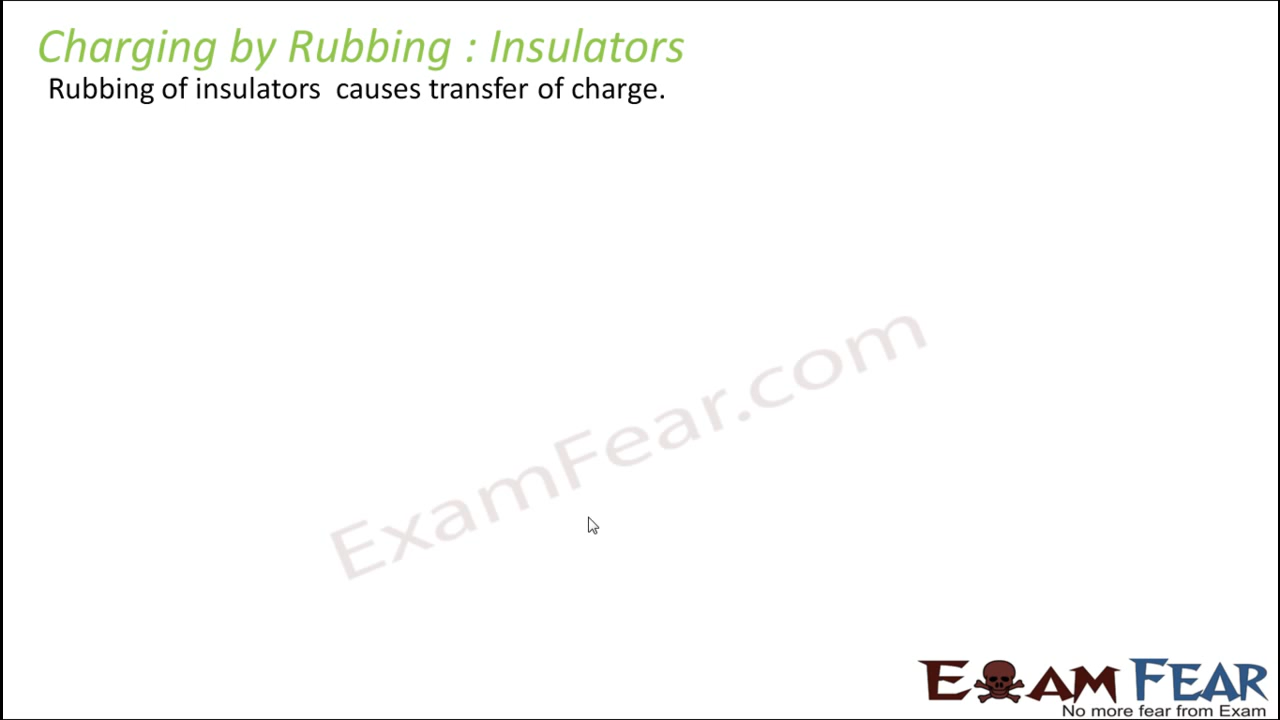 Charging by Rubbing : Insulators
Rubbing of insulators  causes transfer of charge.
ExamFear.com
EXAM FEAR
No more fear from Exam